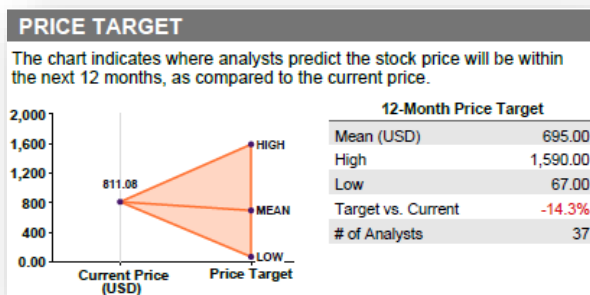 PRICE TARGET
The chart indicates where analysts predict the stock price will be within
the next 12 months, as compared to the current price.
2,000
1,600
1,200
800
400
0.00
811.08
HIGH
MEAN
LOW
Current Price
(USD)
Price Target
12-Month Price Target
Mean (USD) 695.00
High 1,590.00
Low 67.00
Target vs. Current -14.3%
# of Analysts 37